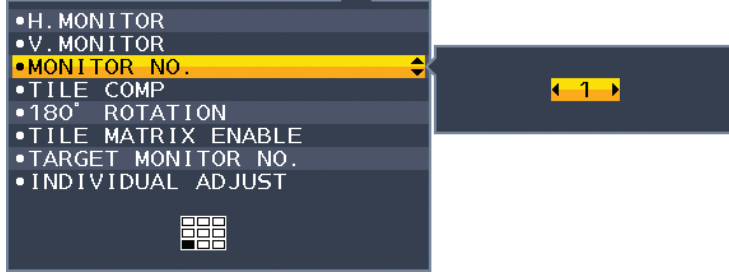 •H.MONITOR
•V.MONITOR
•MONITOR NO.
•TILE COMP
•180° ROTATION
•TILE MATRIX ENABLE
•TARGET MONITOR NO.
•INDIVIDUAL ADJUST
1